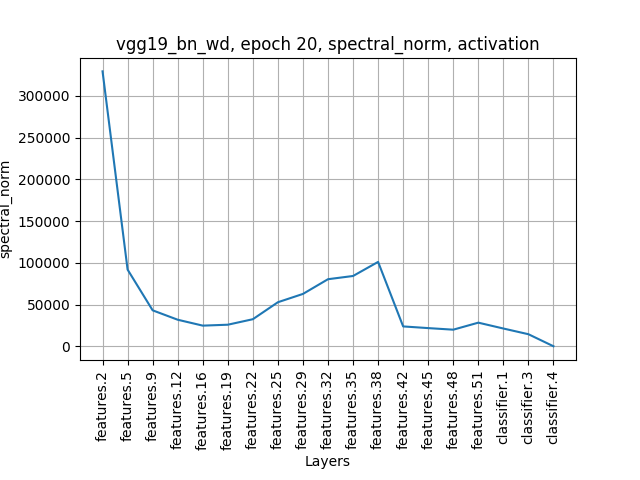 vgg19_bn_wd, epoch 20, spectral_norm, activation
300000
250000
200000
150000
100000
50000
0
spectral_norm
features.2
features.5
features.9
features.12
features.16
features.19
features.22
features.25
features.29
features.32
features.35
features.38
features.42
features.45
features.48
features.51
classifier.1
classifier.3
classifier.4
Layers